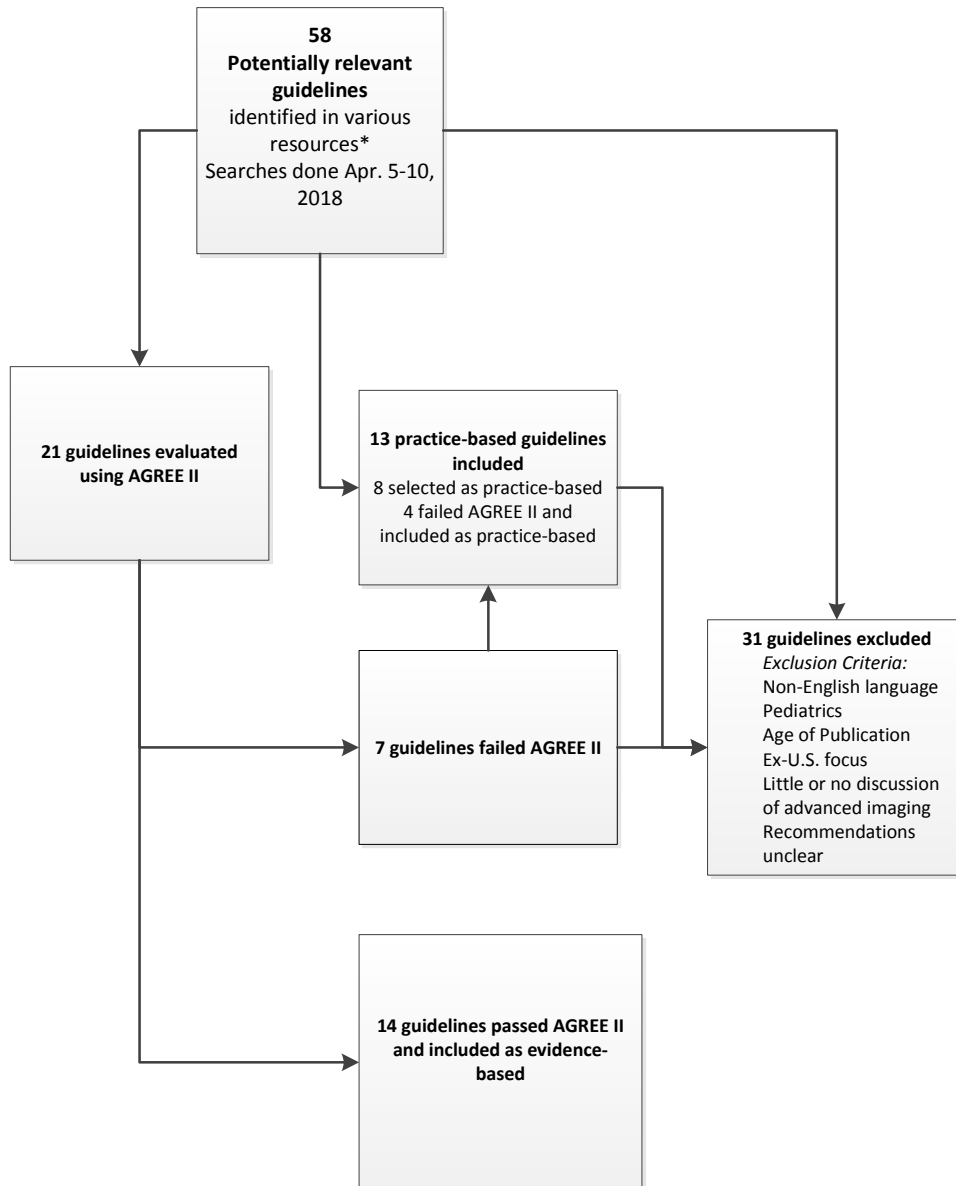 58
Potentially relevant
guidelines
identified in various
resources*
Searches done Apr. 5-10,
2018
21 guidelines evaluated
using AGREE II
13 practice-based guidelines
included
8 selected as practice-based
4 failed AGREE II and
included as practice-based
7 guidelines failed AGREE II
31 guidelines excluded
Exclusion Criteria:
Non-English language
Pediatrics
Age of Publication
Ex-U.S. focus
Little or no discussion
of advanced imaging
Recommendations
unclear
14 guidelines passed AGREE II
and included as evidence-
based